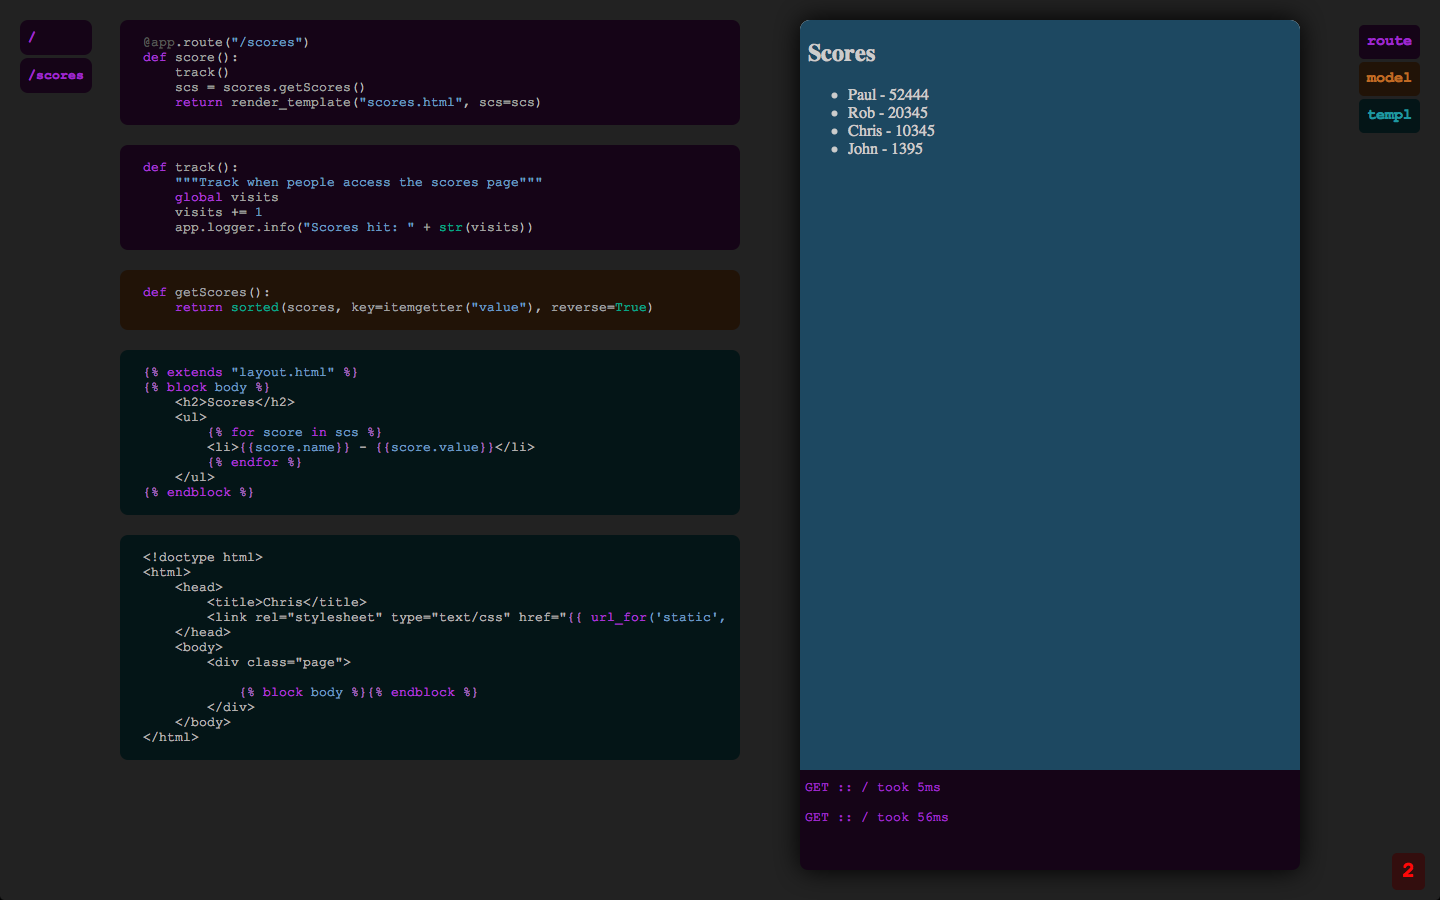 /
/scores
@app.route("/scores")
def score():
    track()
    scs = scores.getScores()
    return render_template("scores.html", scs=scs)
def track():
    """Track when people access the scores page"""
    global visits
    visits += 1
    app.logger.info("Scores hit: " + str(visits))
def getScores():
    return sorted(scores, key=itemgetter("value"), reverse=True)
{% extends "layout.html" %}
{% block body %}
    <h2>Scores</h2>
    <ul>
        {% for score in scs %}
        <li>{{score.name}} - {{score.value}}</li>
        {% endfor %}
    </ul>
{% endblock %}
<!doctype html>
<html>
    <head>
        <title>Chris</title>
        <link rel="stylesheet" type="text/css" href="{{ url_for('static',
    </head>
    <body>
        <div class="page">
            {% block body %}{% endblock %}
        </div>
    </body>
</html>
Scores
Paul - 52444
Rob - 20345
Chris - 10345
John - 1395
GET :: / took 5ms
GET :: / took 56ms
route
model
templ
2